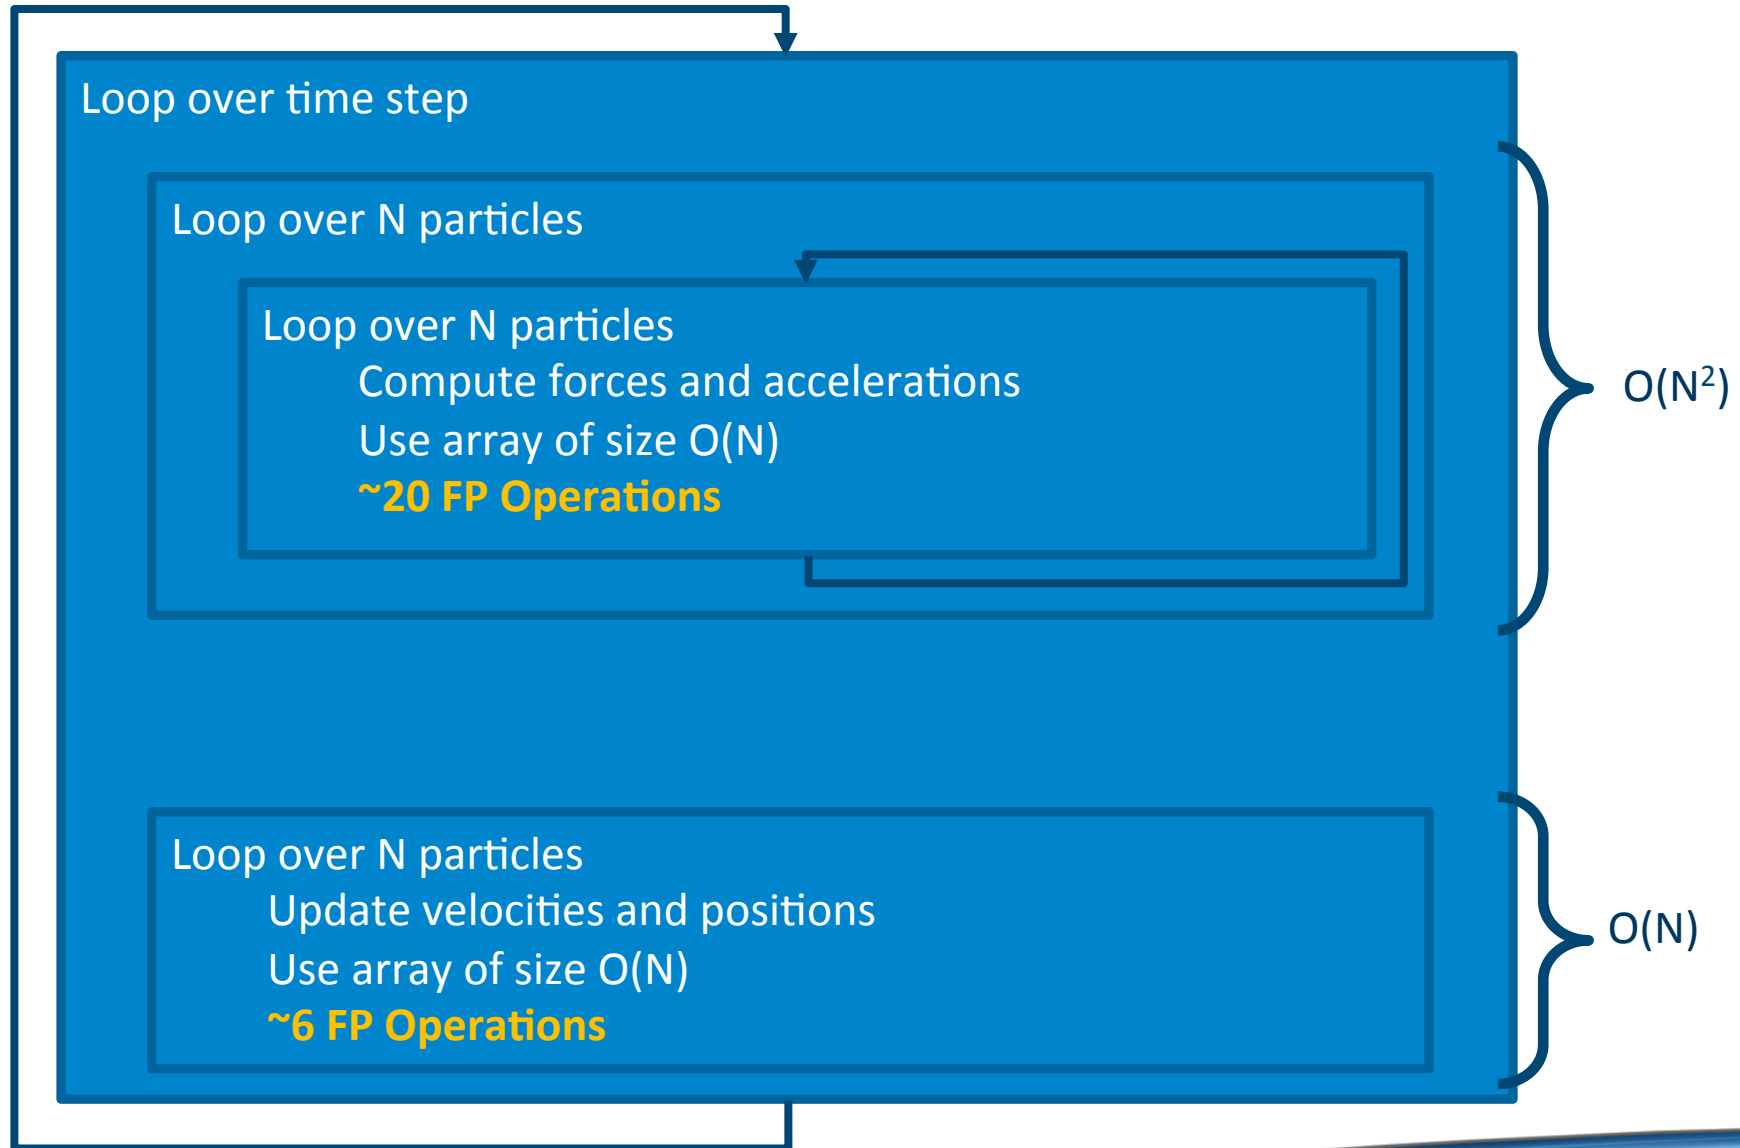 Loop over time step
Loop over N particles
Loop over N particles
Compute forces and accelerations
Use array of size O(N)
~20 FP Operations
O(N²)
Loop over N particles
Update velocities and positions
Use array of size O(N)
~6 FP Operations
O(N)